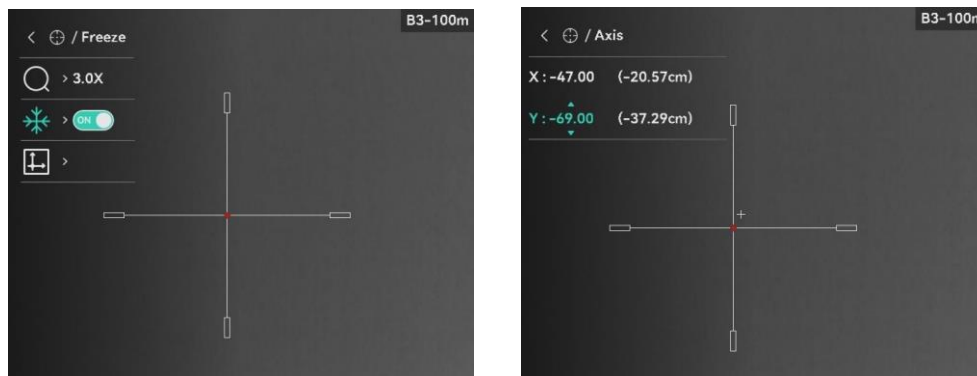 B3-100m
< / Freeze
> 3.0X
> ON
>
B3-100m
< / Axis
X : -47.00 (-20.57cm)
Y : -69.00 (-37.29cm)